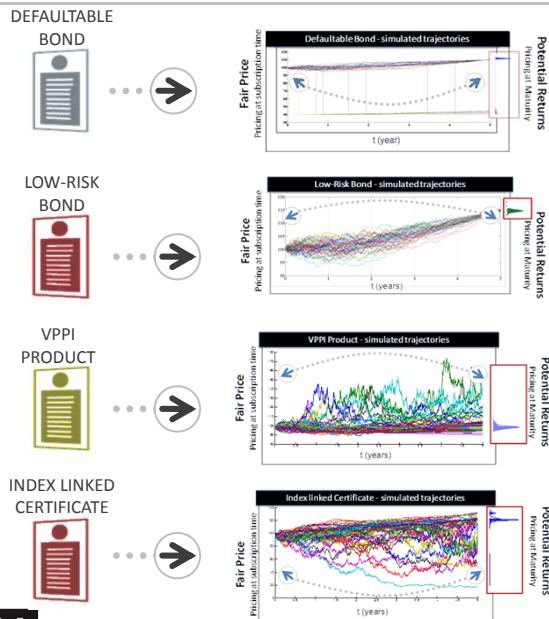 DEFAULTABLE
BOND
Defaultable Bond - simulated trajectories
Fair Price
Pricing at subscription time
t (year)
Potential Returns
Pricing at Maturity
LOW-RISK
BOND
Low-Risk Bond - simulated trajectories
Fair Price
Pricing at subscription time
t (years)
Potential Returns
Pricing at Maturity
VPPI
PRODUCT
VPPI Product - simulated trajectories
Fair Price
Pricing at subscription time
t (years)
Potential Returns
Pricing at Maturity
INDEX LINKED
CERTIFICATE
Index linked Certificate - simulated trajectories
Fair Price
Pricing at subscription time
t (years)
Potential Returns
Pricing at Maturity